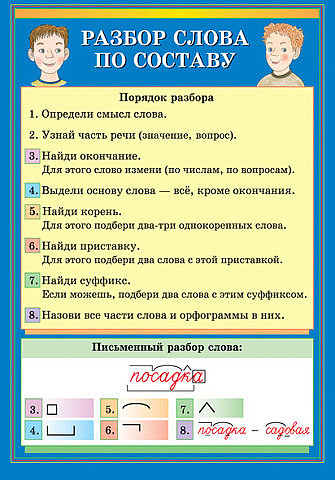 РАЗБОР СЛОВА
ПО СОСТАВУ
Порядок разбора
1. Определи смысл слова.
2. Узнай часть речи (значение, вопрос).
3. Найди окончание.
Для этого слово измени (по числам, по вопросам).
4. Выдели основу слова — всё, кроме окончания.
5. Найди корень.
Для этого подбери два-три однокоренных слова.
6. Найди приставку.
Для этого подбери два слова с этой приставкой.
7. Найди суффикс.
Если можешь, подбери два слова с этим суффиксом.
8. Назови все части слова и орфограммы в них.
Письменный разбор слова:
посадка
3. 5. 7.
4. 6. 8. посадка – садовая